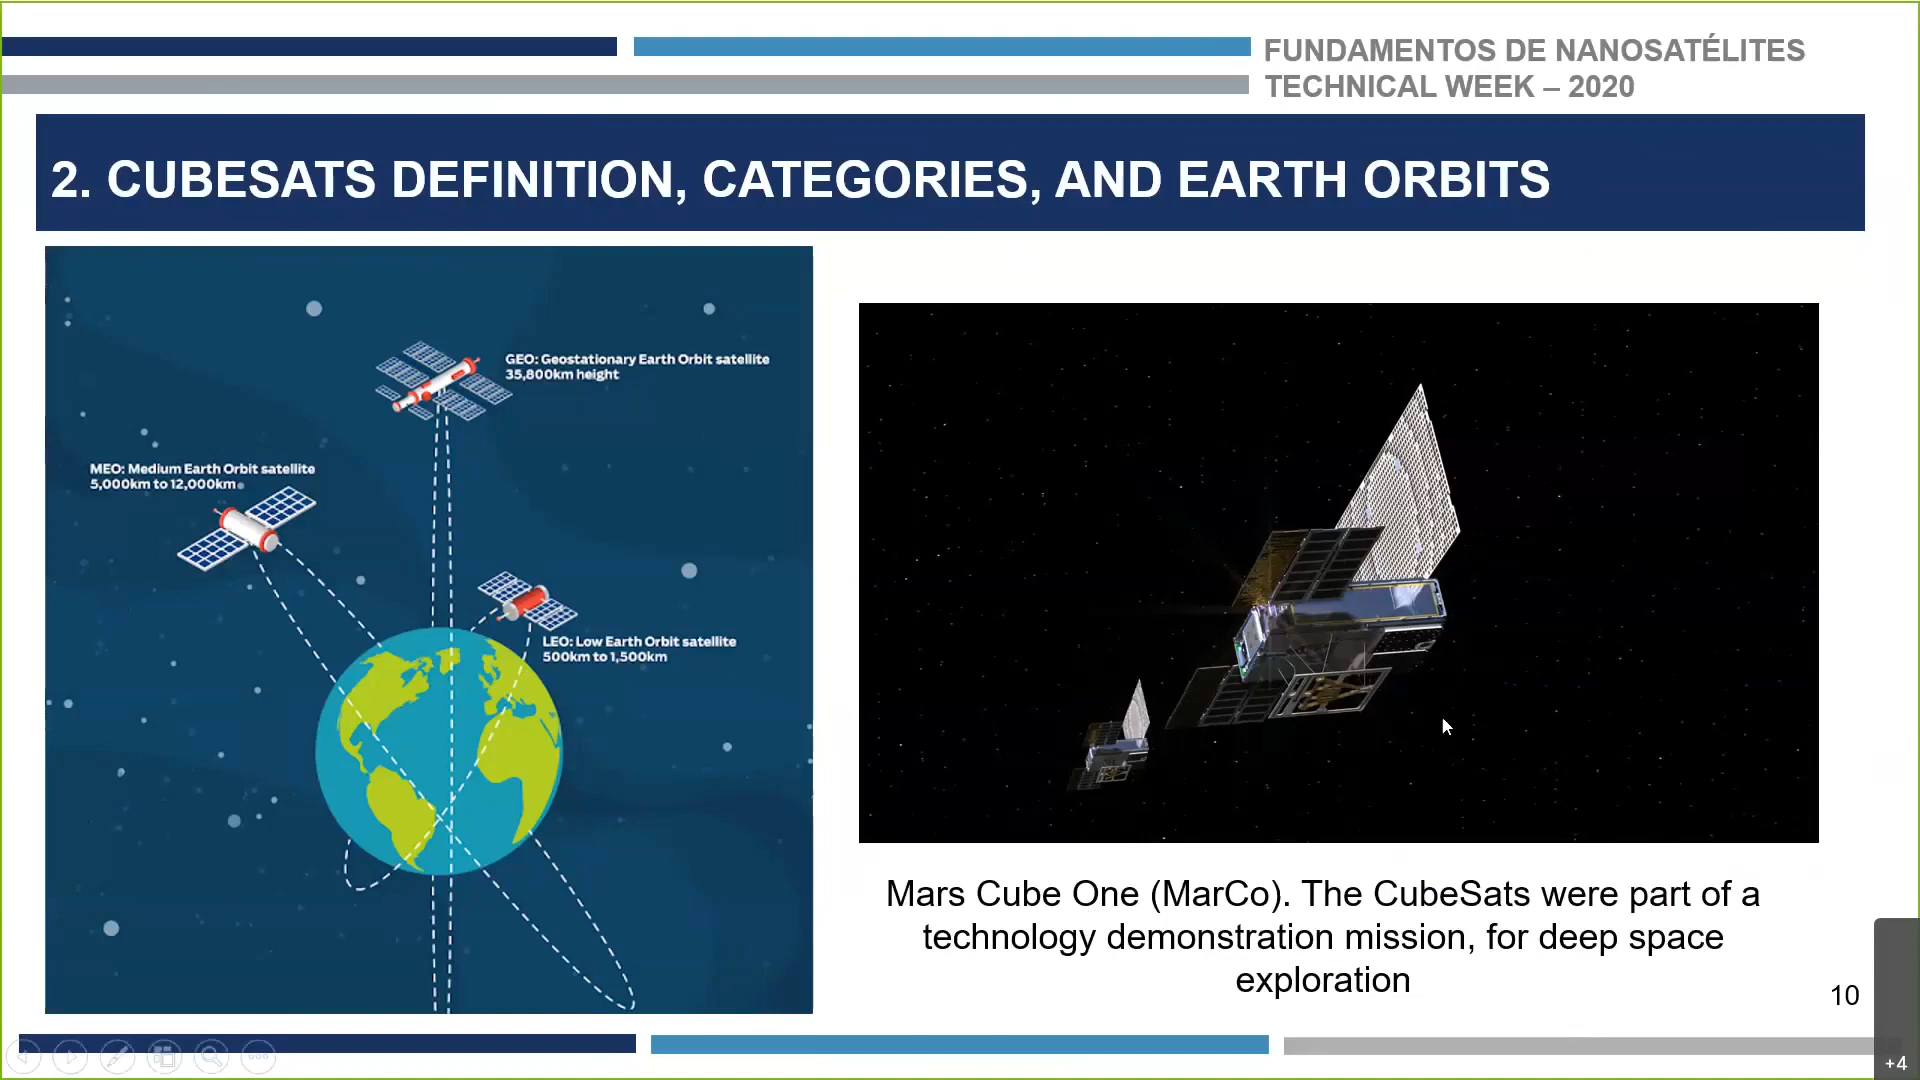 FUNDAMENTOS DE NANOSATÉLITES
TECHNICAL WEEK – 2020
2. CUBESATS DEFINITION, CATEGORIES, AND EARTH ORBITS
GEO: Geostationary Earth Orbit satellite
35,800km height
MEO: Medium Earth Orbit satellite
5,000km to 12,000km
LEO: Low Earth Orbit satellite
500km to 1,500km
Mars Cube One (MarCo). The CubeSats were part of a
technology demonstration mission, for deep space
exploration
10
+4